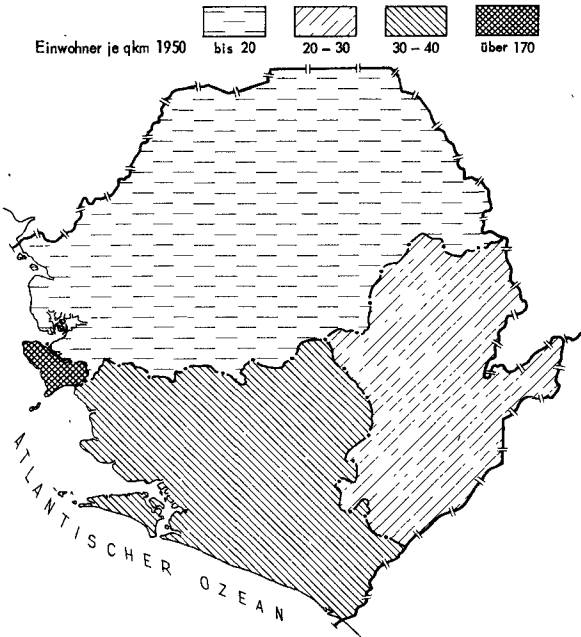 Einwohner je qkm 1950
bis 20
20 – 30
30 – 40
über 170
ATLANTISCHER OZEAN